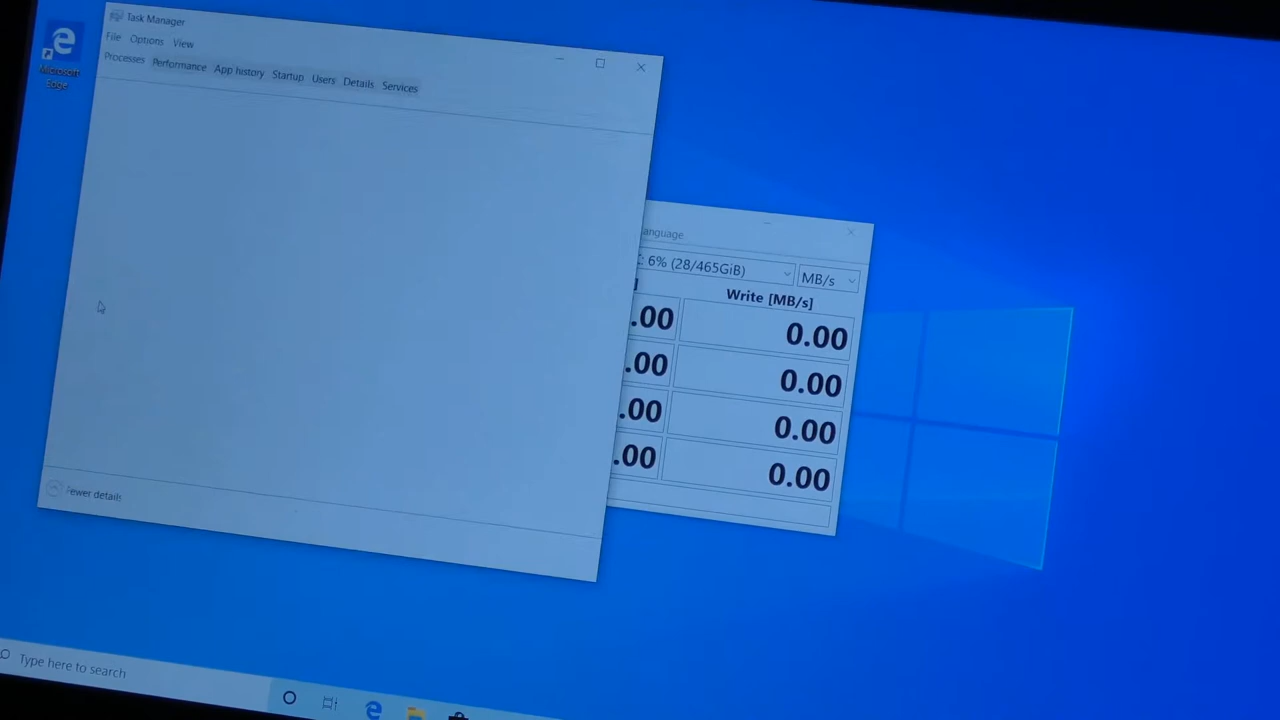 Task Manager
File Options View
Processes Performance App history Startup Users Details Services
Microsoft
Edge
anguage
: 6% (28/465GiB)
MB/s
Write [MB/s]
.00 0.00
.00 0.00
.00 0.00
.00 0.00
Fewer details
Type here to search